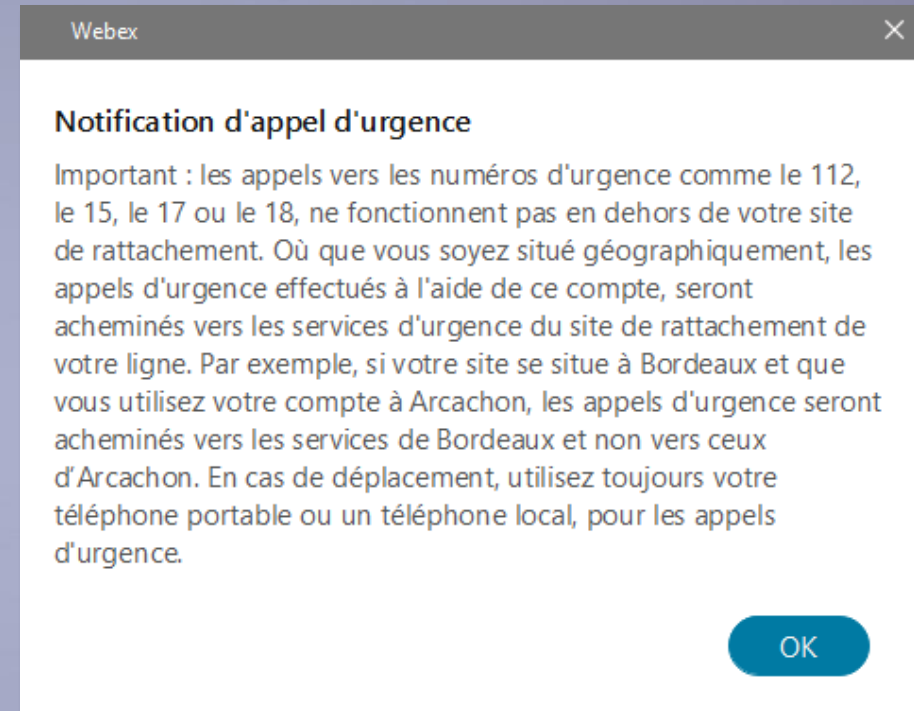 Webex
Notification d'appel d'urgence
Important : les appels vers les numéros d'urgence comme le 112,
le 15, le 17 ou le 18, ne fonctionnent pas en dehors de votre site
de rattachement. Où que vous soyez situé géographiquement, les
appels d'urgence effectués à l'aide de ce compte, seront
acheminés vers les services d'urgence du site de rattachement de
votre ligne. Par exemple, si votre site se situe à Bordeaux et que
vous utilisez votre compte à Arcachon, les appels d'urgence seront
acheminés vers les services de Bordeaux et non vers ceux
d’Arcachon. En cas de déplacement, utilisez toujours votre
téléphone portable ou un téléphone local, pour les appels
d'urgence.
OK